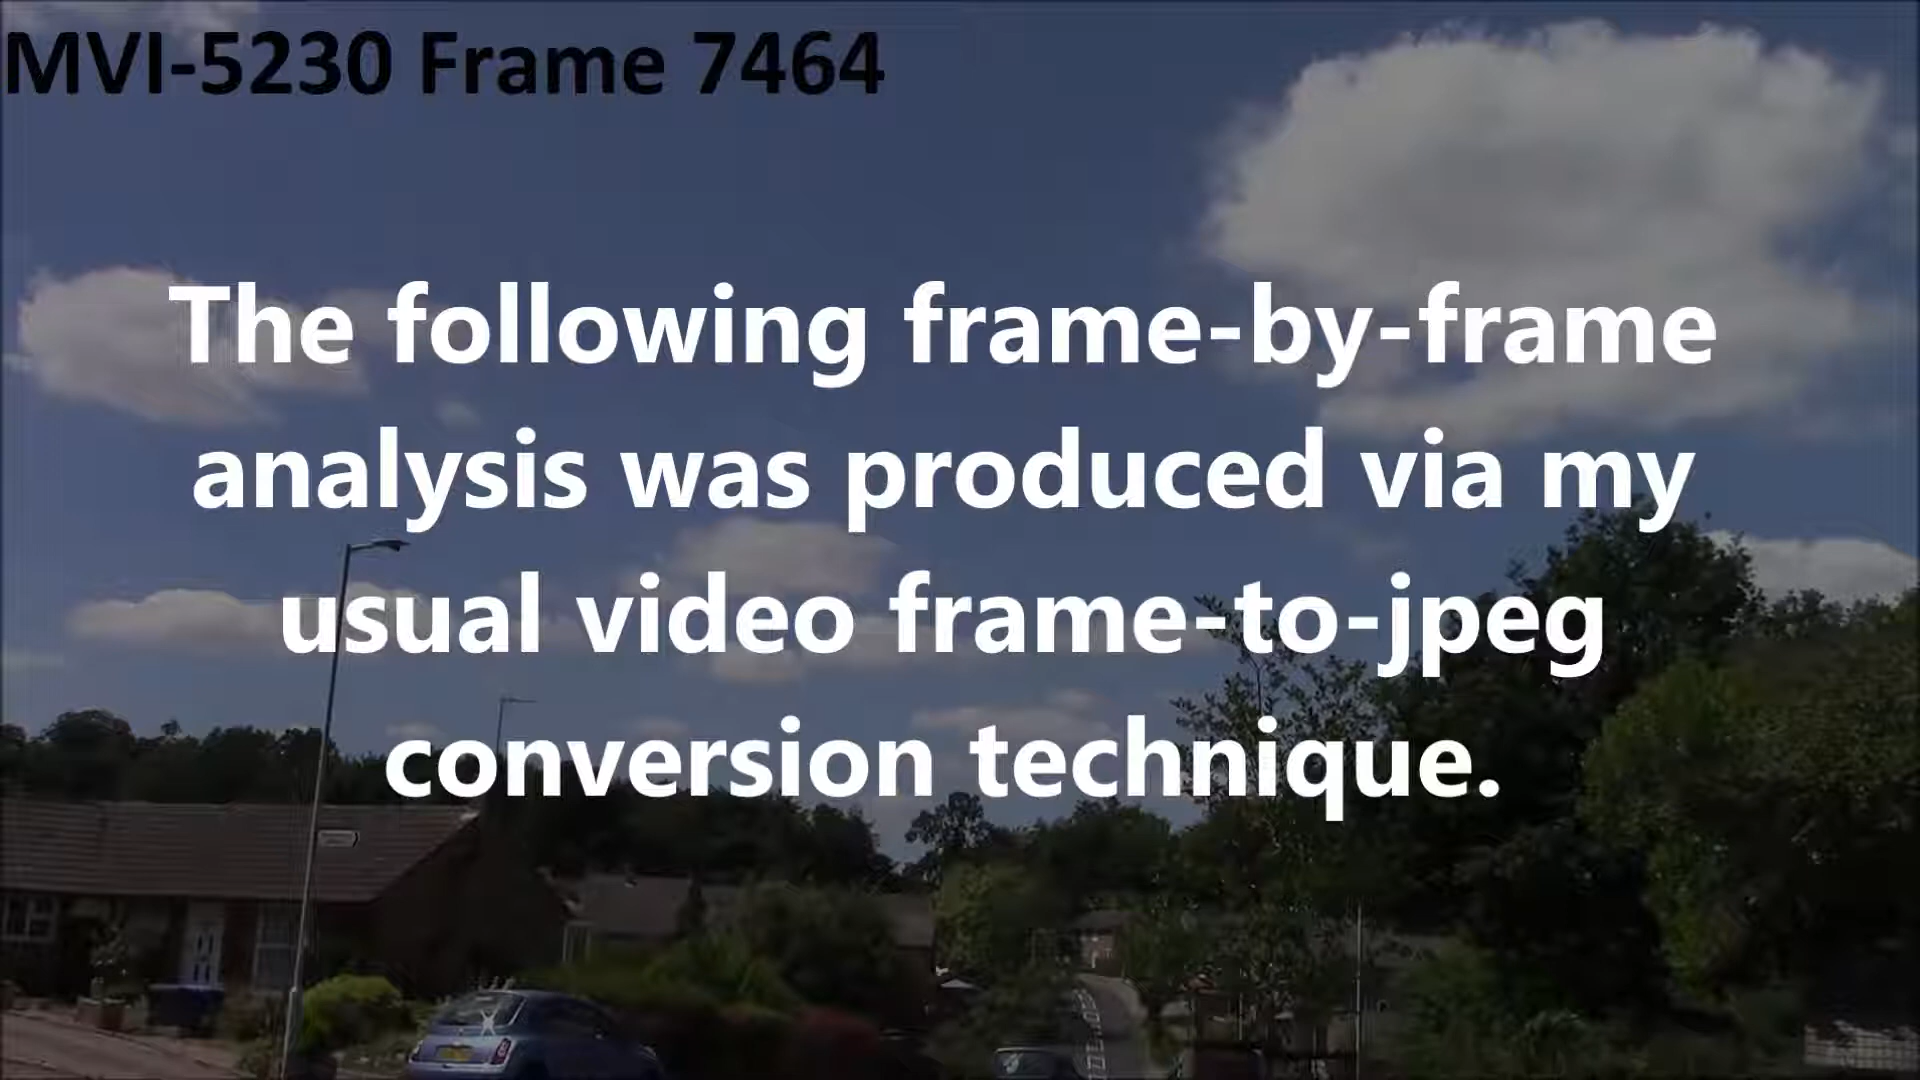 MVI-5230 Frame 7464
The following frame-by-frame
analysis was produced via my
usual video frame-to-jpeg
conversion technique.